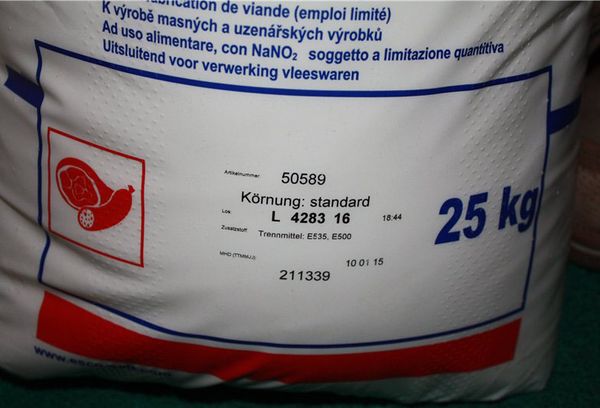 fabrication de viande (emploi limité)
K výrobě masných a uzenářských výrobků
Ad uso alimentare, con NaNO₂ soggetto a limitazione quantitiva
Uitsluitend voor verwerking vleeswaren
Artikelnummer: 50589
Körnung: standard
Los: L 4283 16 18:44
Zusatzstoff Trennmittel: E535, E500
MHD (TTMMJJ) 10 01 15
211339
25 kg